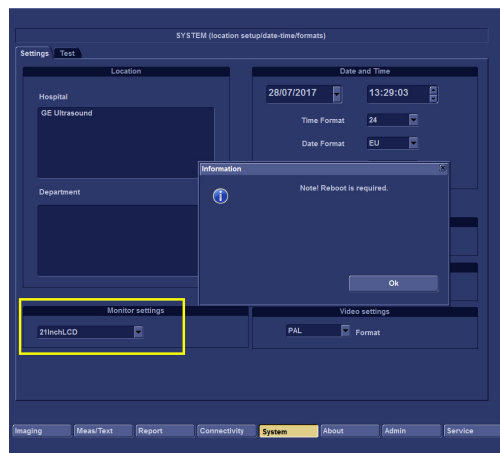 SYSTEM (location setup/date-time/formats)
Settings Test
Location
Date and Time
Hospital
28/07/2017 13:29:03
GE Ultrasound
Time Format 24
Date Format EU
Information
Note! Reboot is required.
Department
Ok
Monitor settings
Video settings
21InchLCD
PAL Format
Imaging Meas/Text Report Connectivity System About Admin Service